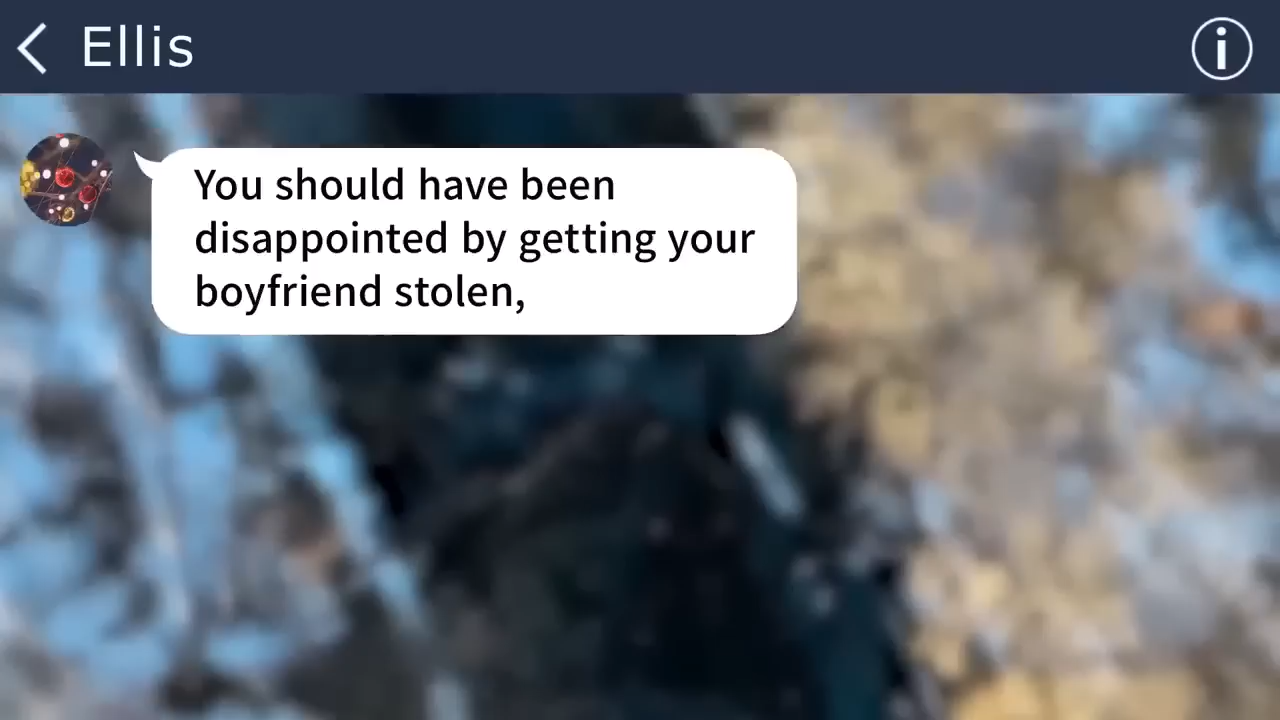 Ellis
You should have been
disappointed by getting your
boyfriend stolen,